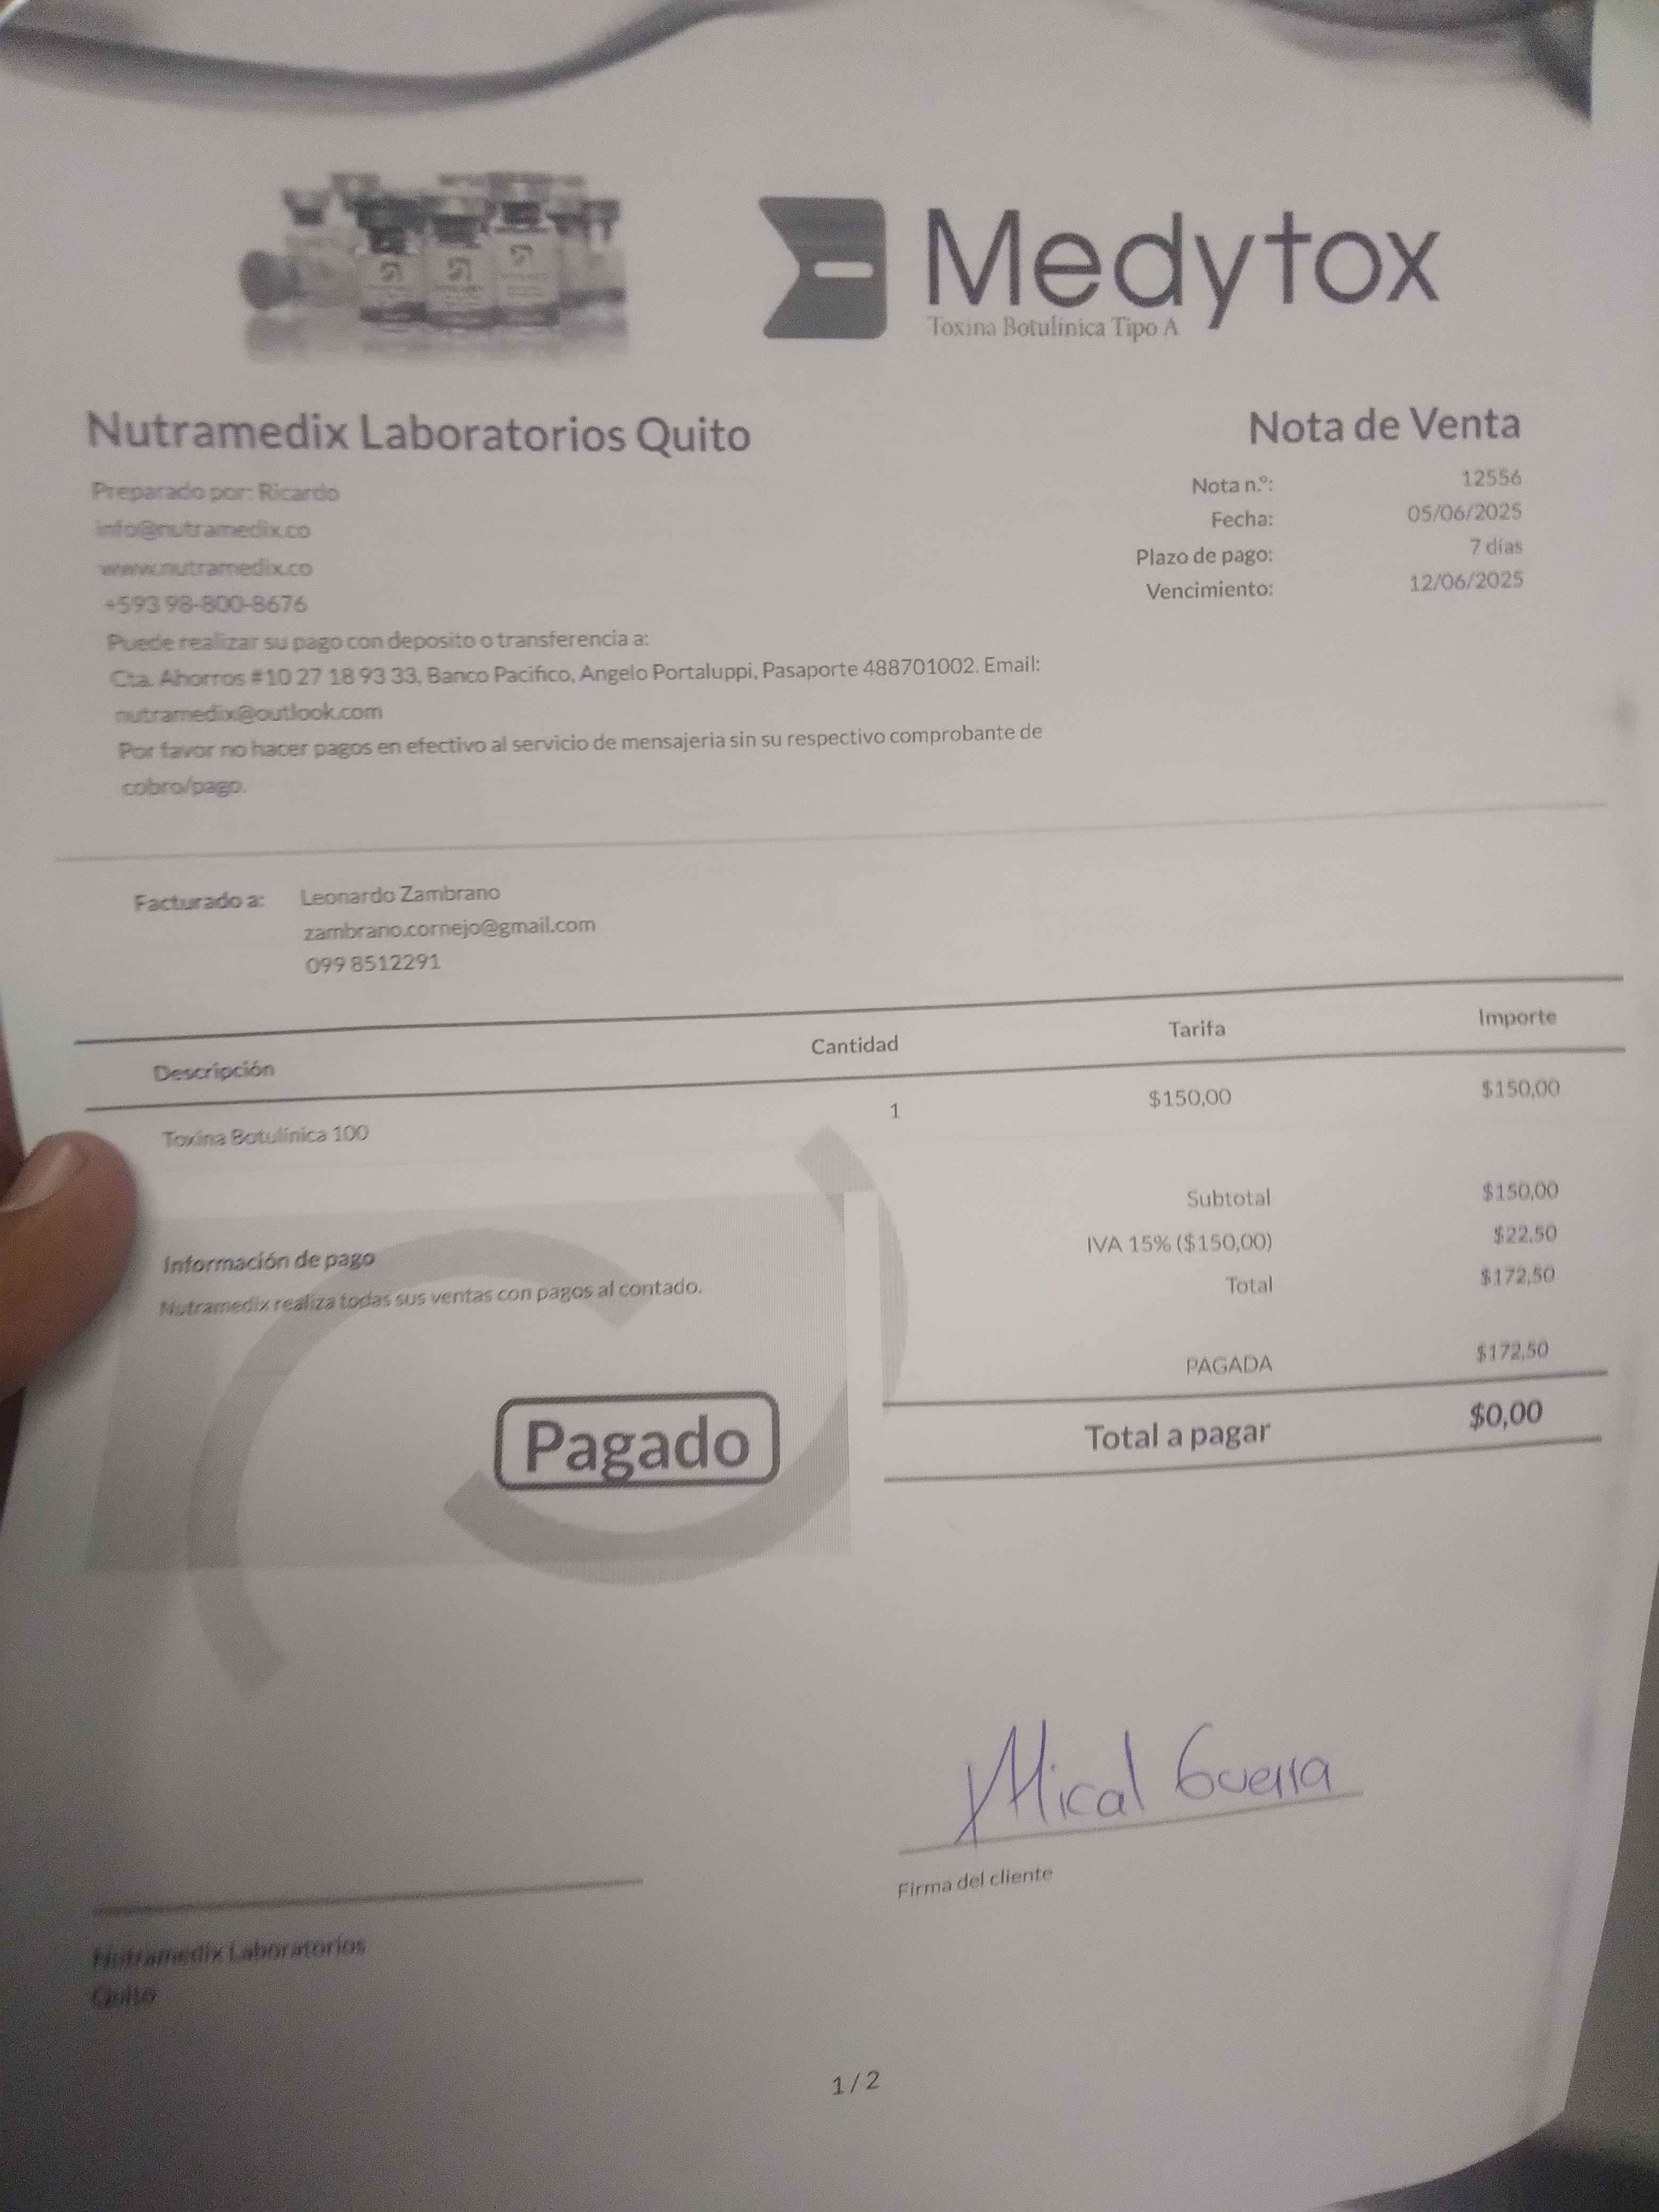 Medytox
Toxina Botulínica Tipo A
Nutramedix Laboratorios Quito
Preparado por: Ricardo
info@nutramedix.co
www.nutramedix.co
+593 98-800-8676
Puede realizar su pago con deposito o transferencia a:
Cta. Ahorros #10 27 18 93 33, Banco Pacifico, Angelo Portaluppi, Pasaporte 488701002. Email:
nutramedix@outlook.com
Por favor no hacer pagos en efectivo al servicio de mensajeria sin su respectivo comprobante de
cobro/pago.
Nota de Venta
Nota n.º: 12556
Fecha: 05/06/2025
Plazo de pago: 7 días
Vencimiento: 12/06/2025
Facturado a: Leonardo Zambrano
zambrano.cornejo@gmail.com
099 8512291
Descripción Cantidad Tarifa Importe
Toxina Botulínica 100 1 $150,00 $150,00
Subtotal $150,00
IVA 15% ($150,00) $22,50
Total $172,50
PAGADA $172,50
Total a pagar $0,00
Información de pago
Nutramedix realiza todas sus ventas con pagos al contado.
Pagado
Mical Guerra
Firma del cliente
Nutramedix Laboratorios
Quito
1 / 2